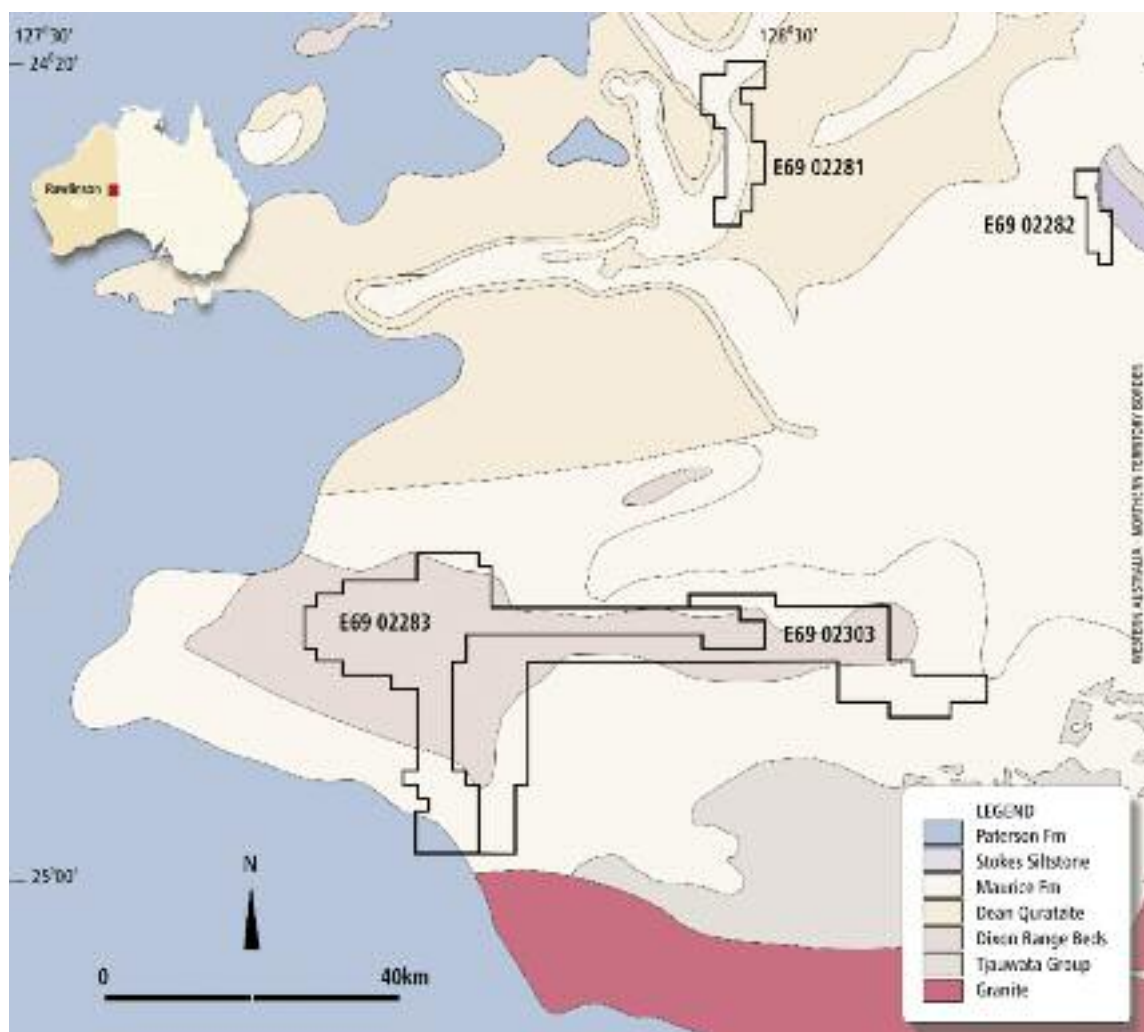 127°30'
128°30'
24°20'
Rawlinson
E69 02281
E69 02282
WESTERN AUSTRALIA - NORTHERN TERRITORY BORDER
E69 02283
E69 02303
N
25°00'
0 40km
LEGEND
Paterson Fm
Stokes Siltstone
Maurice Fm
Dean Quratzite
Dixon Range Beds
Tjauwata Group
Granite